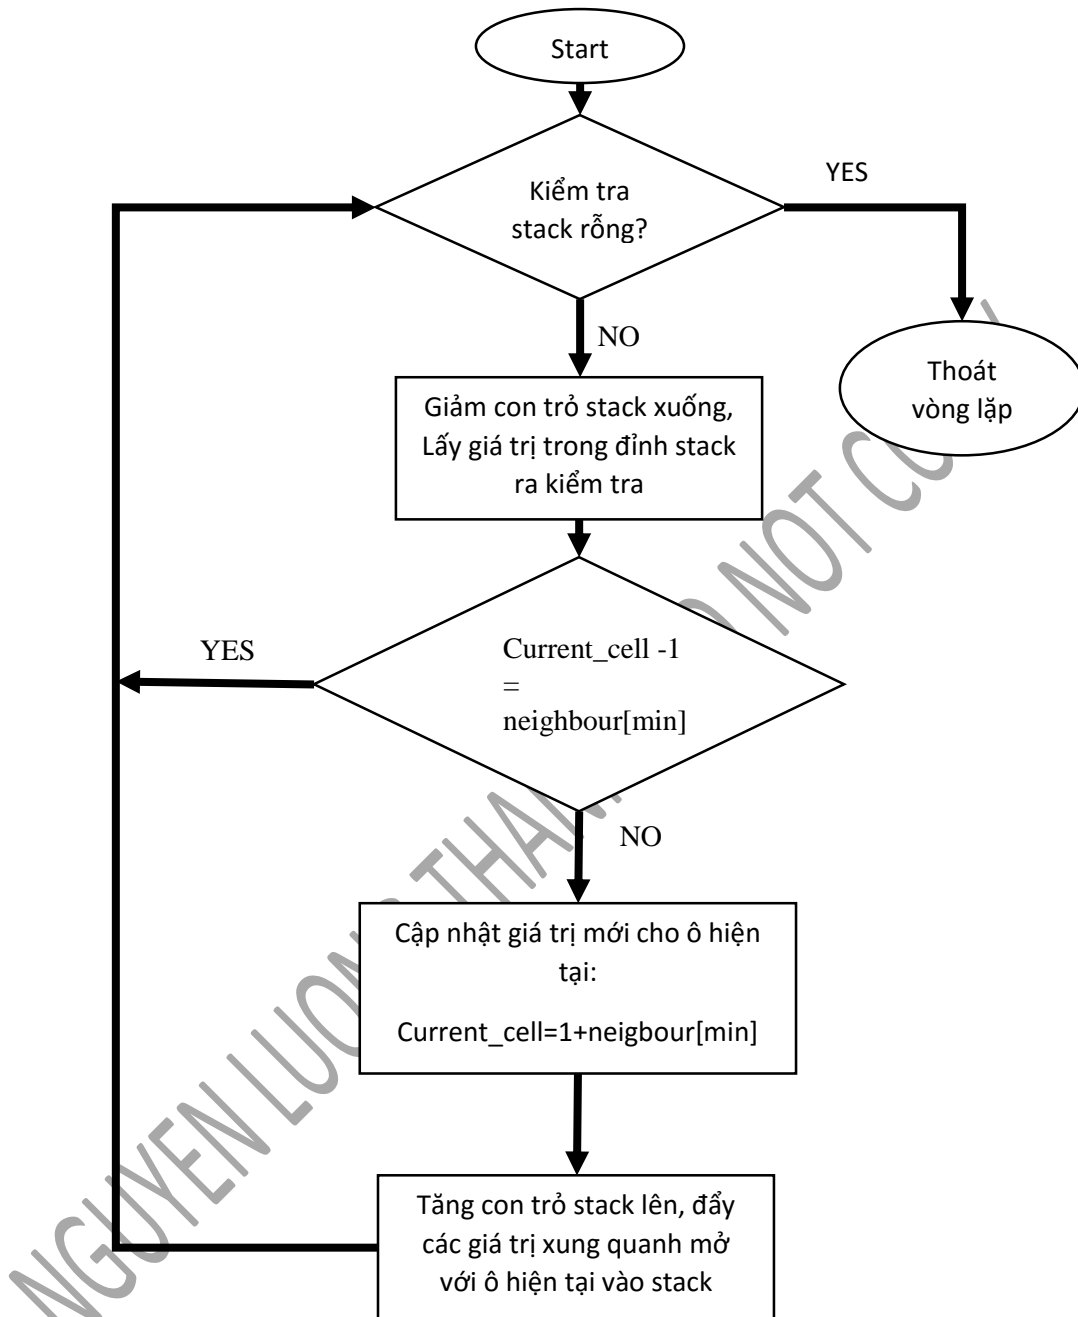 Start
Kiểm tra
stack rỗng?
YES
NO
Thoát
vòng lặp
Giảm con trỏ stack xuống,
Lấy giá trị trong đỉnh stack
ra kiểm tra
YES
Current_cell -1
=
neighbour[min]
NO
Cập nhật giá trị mới cho ô hiện
tại:
Current_cell=1+neigbour[min]
Tăng con trỏ stack lên, đẩy
các giá trị xung quanh mở
với ô hiện tại vào stack
NGUYEN LUONG NOT